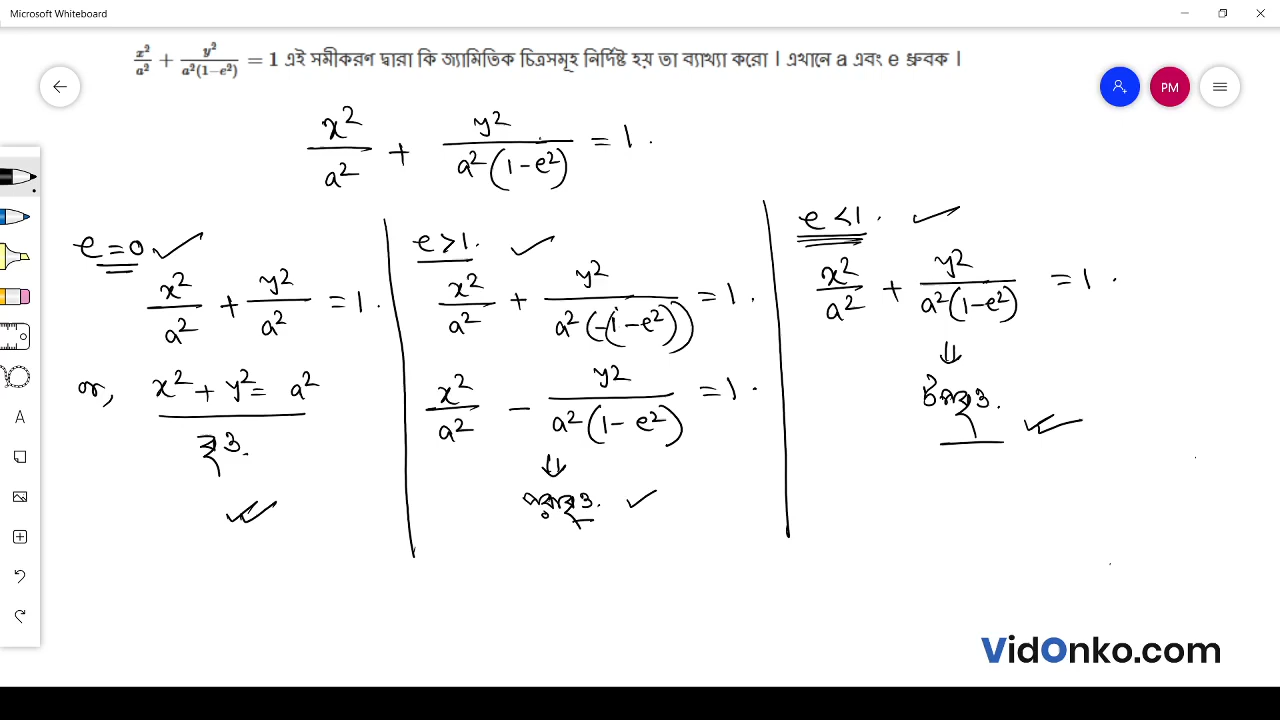 Microsoft Whiteboard
x²/a² + y²/a²(1−e²) = 1 এই সমীকরণ দ্বারা কি জ্যামিতিক চিত্রসমূহ নির্দিষ্ট হয় তা ব্যাখ্যা করো । এখানে a এবং e ধ্রুবক ।
PM
x²/a² + y²/a²(1−e²) = 1.
e = 0
x²/a² + y²/a² = 1.
or, x² + y² = a²
বৃত্ত.
e > 1.
x²/a² + y²/(a²(−(1−e²))) = 1.
x²/a² − y²/a²(1−e²) = 1.
⇓
পরাবৃত্ত.
e < 1.
x²/a² + y²/a²(1−e²) = 1.
⇓
উপবৃত্ত.
A
VidOnko.com